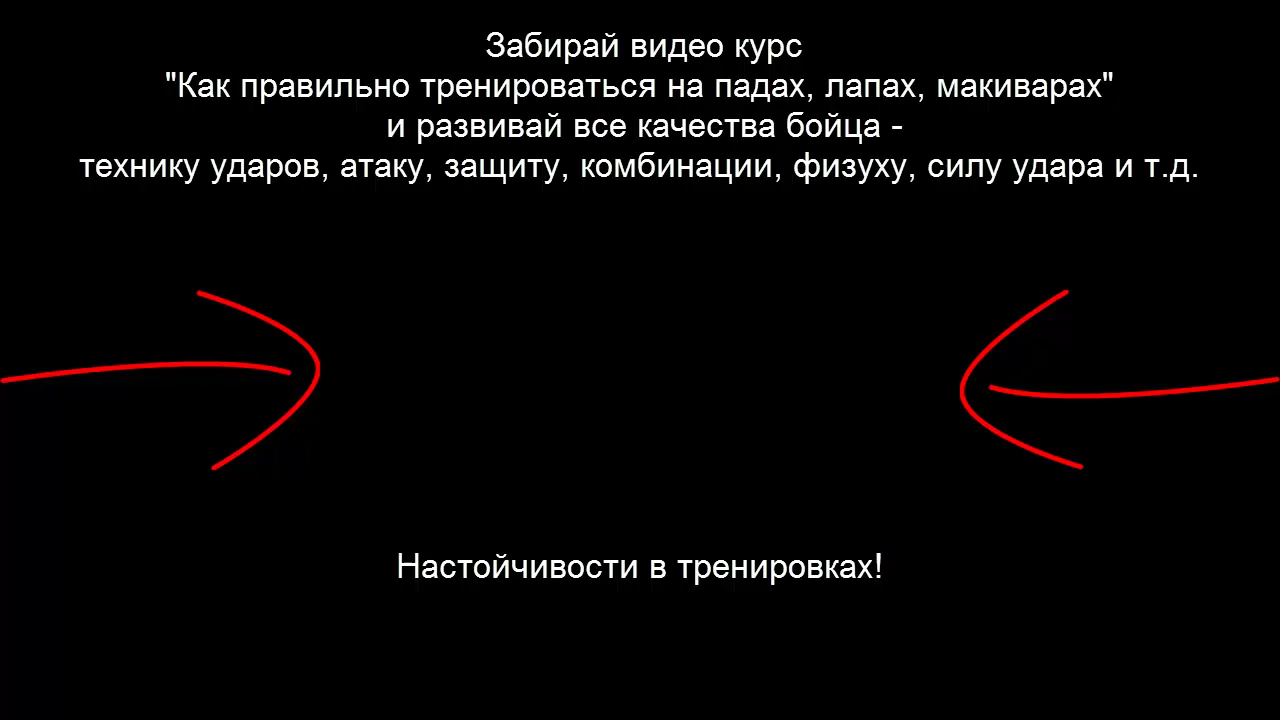 Забирай видео курс
"Как правильно тренироваться на падах, лапах, макиварах"
и развивай все качества бойца -
технику ударов, атаку, защиту, комбинации, физуху, силу удара и т.д.
Настойчивости в тренировках!